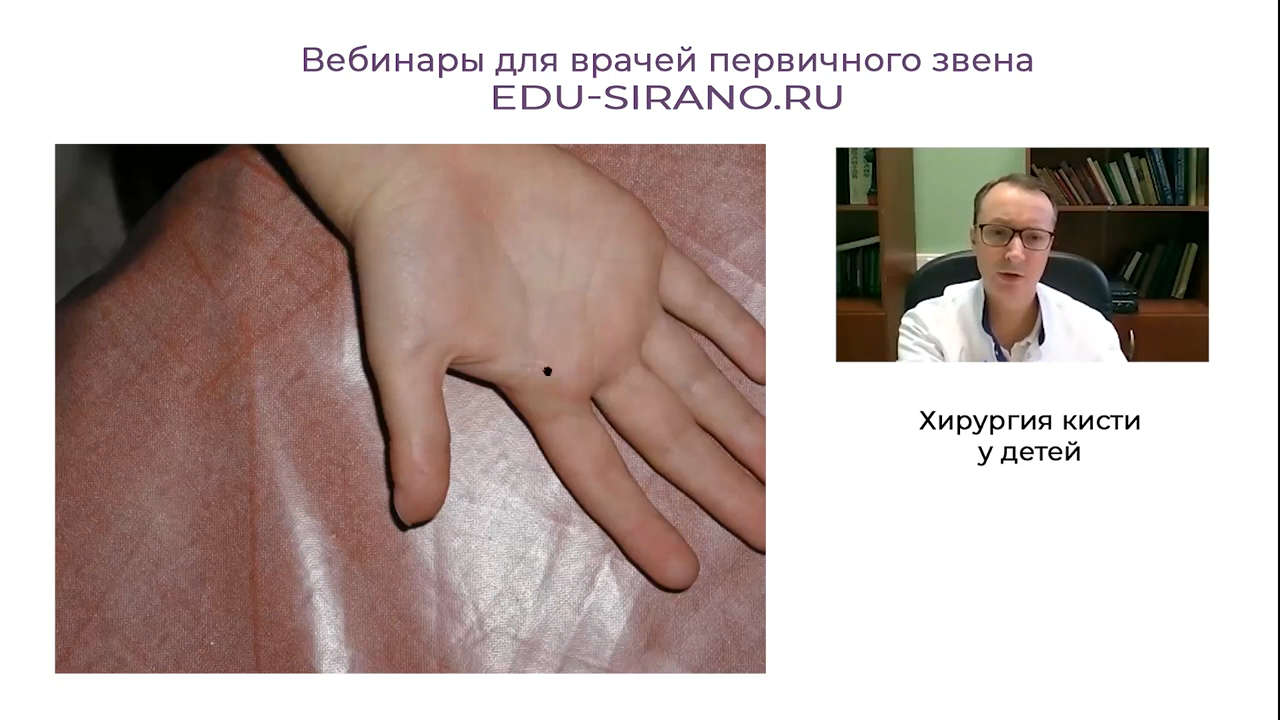 Вебинары для врачей первичного звена
EDU-SIRANO.RU
Хирургия кисти
у детей